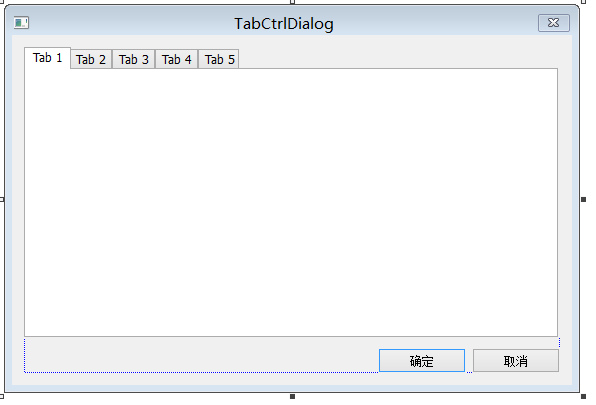 TabCtrlDialog
Tab 1 Tab 2 Tab 3 Tab 4 Tab 5
确定 取消